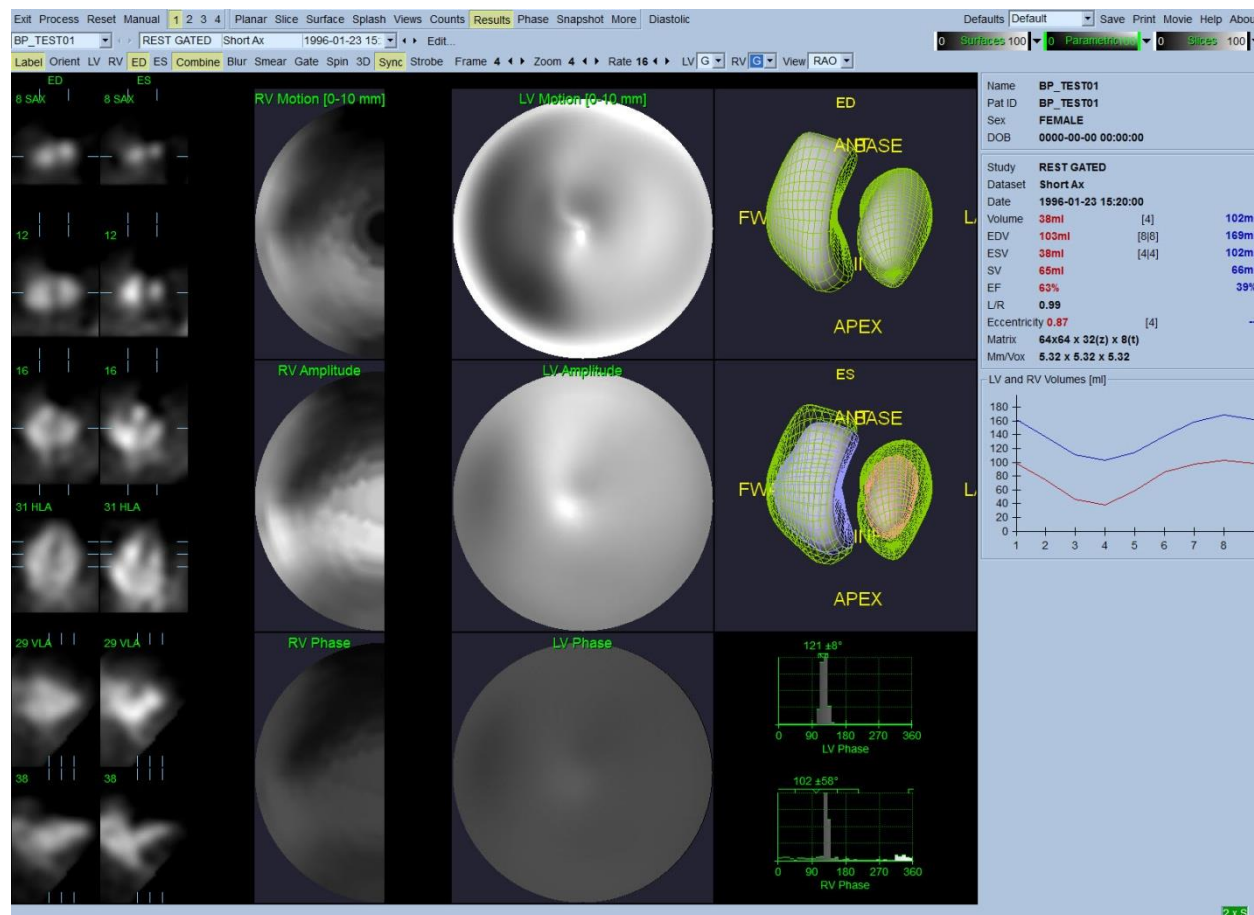 Exit Process Reset Manual 1 2 3 4 Planar Slice Surface Splash Views Counts Results Phase Snapshot More Diastolic Defaults Default Save Print Movie Help Abou
BP_TEST01 REST GATED Short Ax 1996-01-23 15: Edit... 0 Surfaces 100 0 Parametric 100 0 Slices 100
Label Orient LV RV ED ES Combine Blur Smear Gate Spin 3D Sync Strobe Frame 4 Zoom 4 Rate 16 LV G RV G View RAO
ED ES
8 SAX 8 SAX
12
16 16
31 HLA 31 HLA
29 VLA 29 VLA
38 38
RV Motion [0-10 mm] LV Motion [0-10 mm]
ED
ANT BASE
FW
APEX
RV Amplitude LV Amplitude
ES
ANT BASE
FW
APEX
RV Phase LV Phase
121 ±8°
0 90 180 270 360
LV Phase
102 ±58°
0 90 180 270 360
RV Phase
Name BP_TEST01
Pat ID BP_TEST01
Sex FEMALE
DOB 0000-00-00 00:00:00
Study REST GATED
Dataset Short Ax
Date 1996-01-23 15:20:00
Volume 38ml [4] 102m
EDV 103ml [8|8] 169m
ESV 38ml [4|4] 102m
SV 65ml 66m
EF 63% 39%
L/R 0.99
Eccentricity 0.87 [4] --
Matrix 64x64 x 32(z) x 8(t)
Mm/Vox 5.32 x 5.32 x 5.32
LV and RV Volumes [ml]
180
160
140
120
100
80
60
40
20
0
1 2 3 4 5 6 7 8